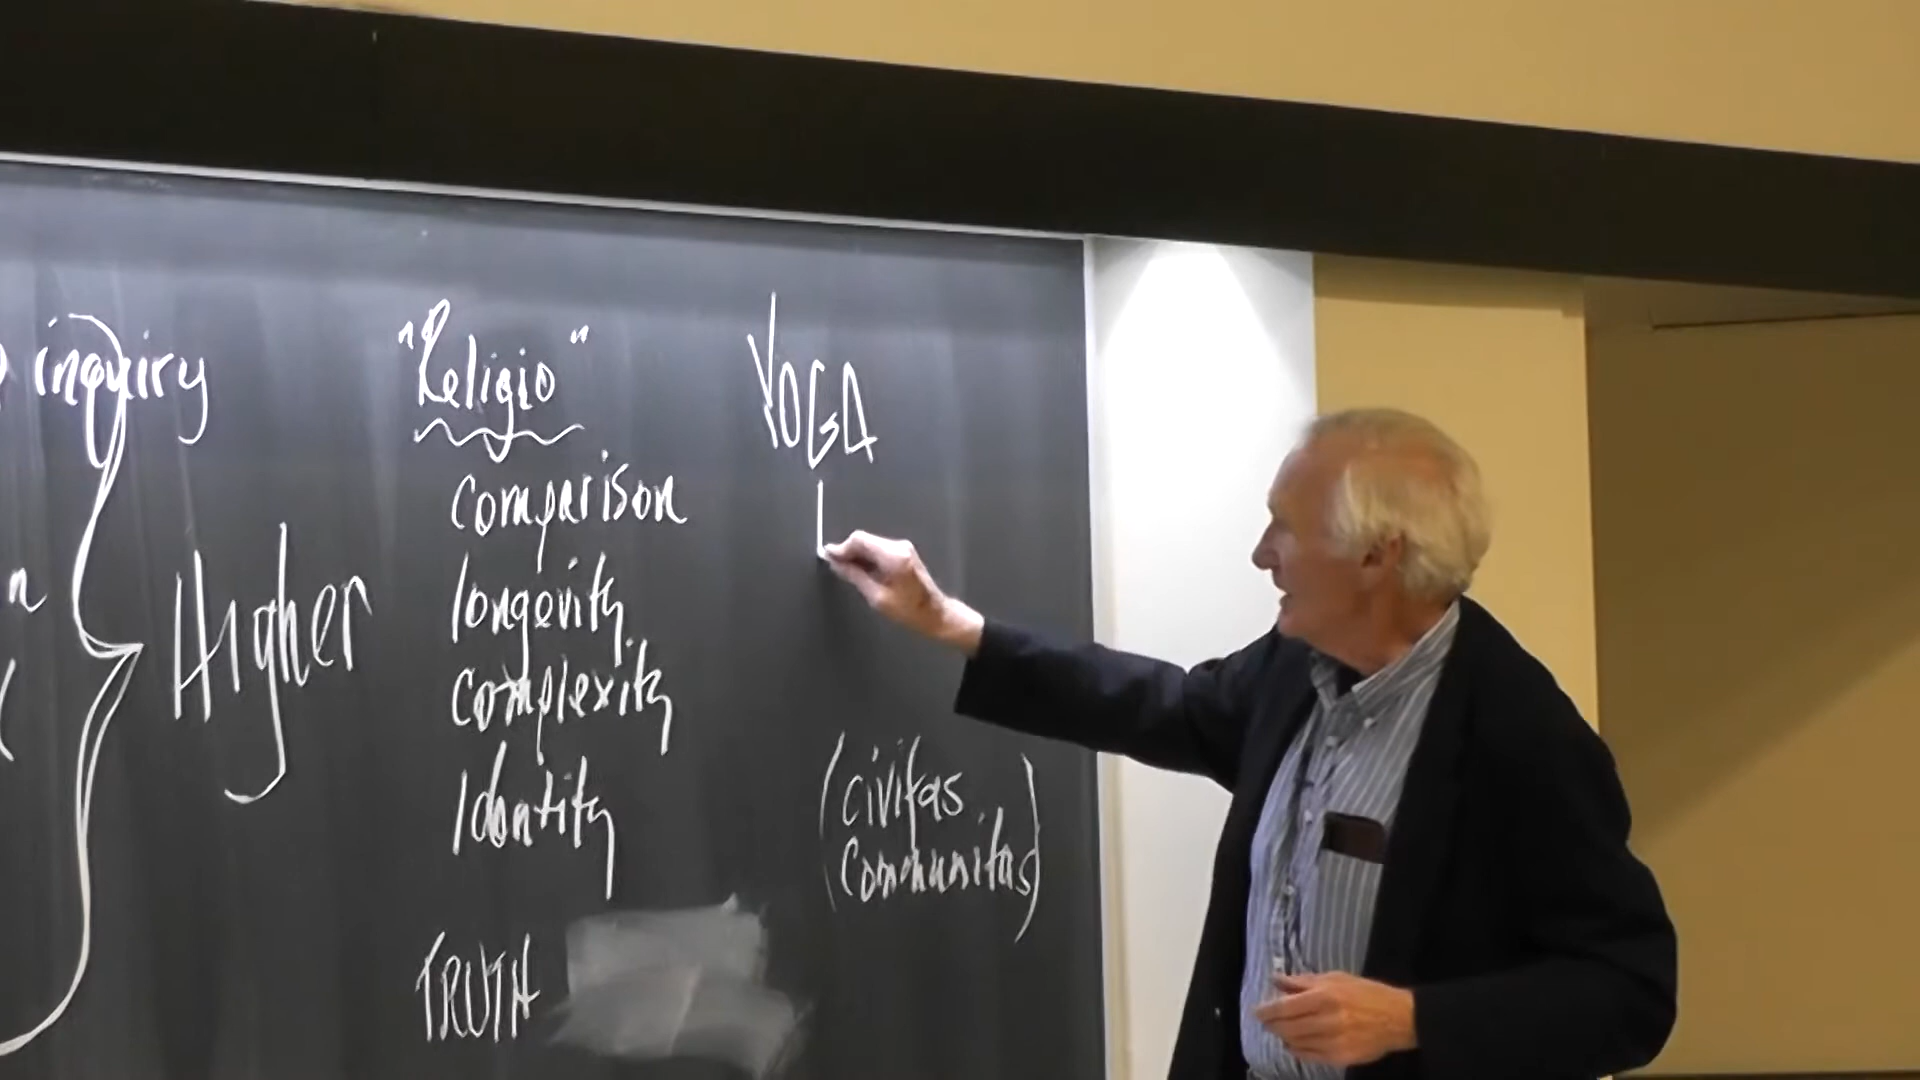 inquiry
Higher
"Religio"
comparison
longevity
complexity
Identity
TRUTH
YOGA
(civitas
communitas)